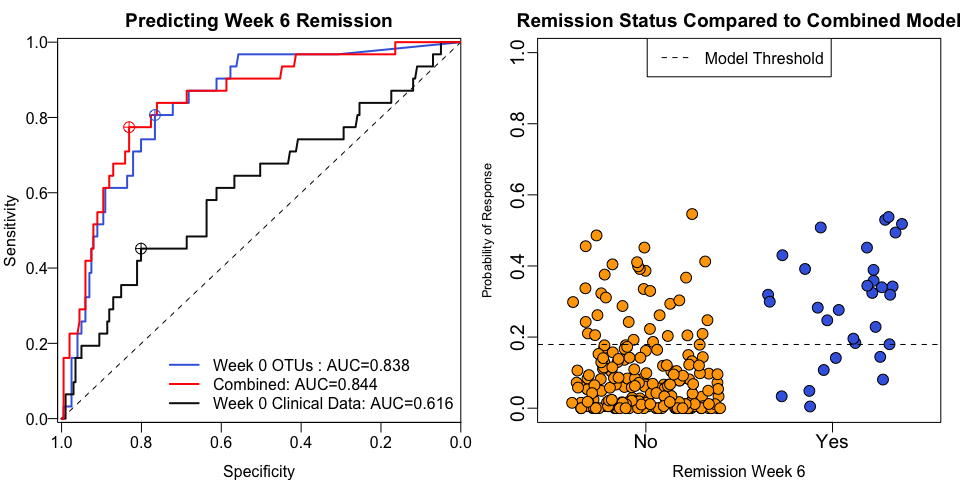 Predicting Week 6 Remission
Sensitivity
1.0
0.8
0.6
0.4
0.2
0.0
Week 0 OTUs : AUC=0.838
Combined: AUC=0.844
Week 0 Clinical Data: AUC=0.616
1.0 0.8 0.6 0.4 0.2 0.0
Specificity
Remission Status Compared to Combined Model
Model Threshold
Probability of Response
1.0
0.8
0.6
0.4
0.2
0.0
No Yes
Remission Week 6